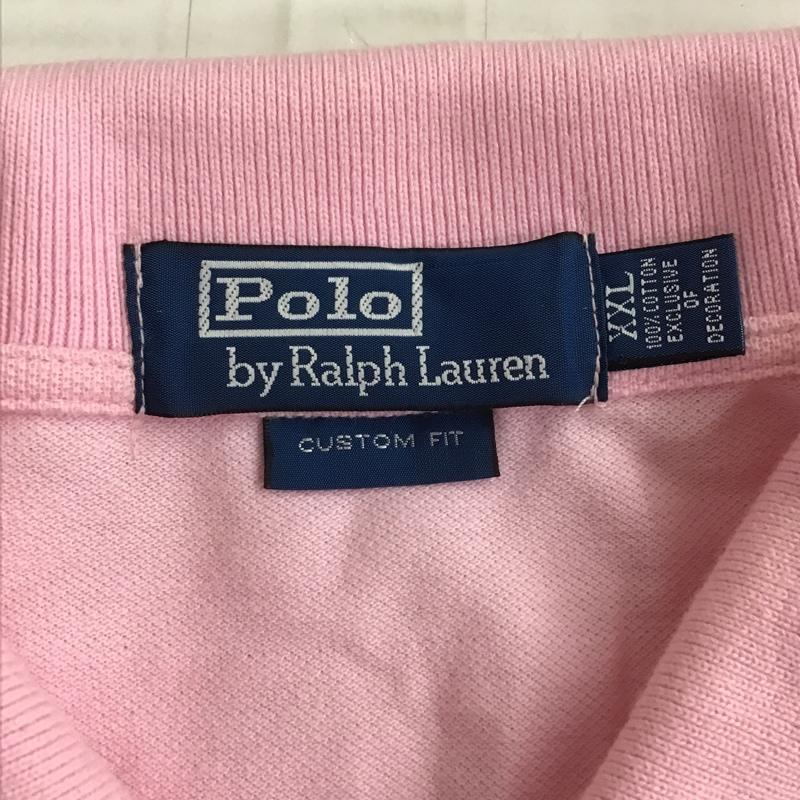 Polo
by Ralph Lauren
CUSTOM FIT
XXL
100% COTTON
EXCLUSIVE
OF
DECORATION